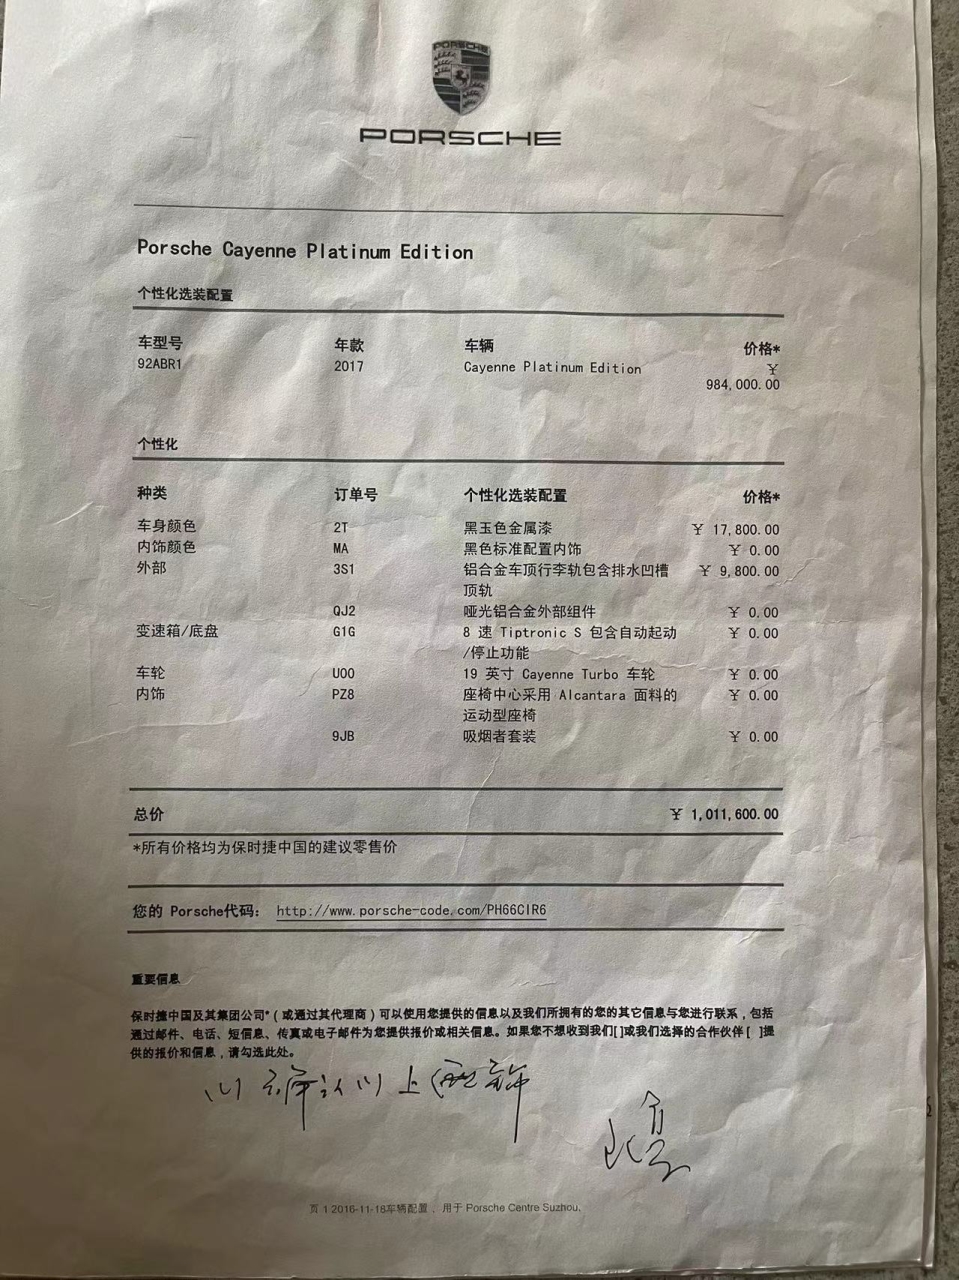 PORSCHE
PORSCHE
Porsche Cayenne Platinum Edition
个性化选装配置
车型号 年款 车辆 价格*
92ABR1 2017 Cayenne Platinum Edition ¥
984,000.00
个性化
种类 订单号 个性化选装配置 价格*
车身颜色 2T 黑玉色金属漆 ¥ 17,800.00
内饰颜色 MA 黑色标准配置内饰 ¥ 0.00
外部 3S1 铝合金车顶行李轨包含排水凹槽 ¥ 9,800.00
顶轨
QJ2 哑光铝合金外部组件 ¥ 0.00
变速箱/底盘 G1G 8 速 Tiptronic S 包含自动起动 ¥ 0.00
/停止功能
车轮 U00 19 英寸 Cayenne Turbo 车轮 ¥ 0.00
内饰 PZ8 座椅中心采用 Alcantara 面料的 ¥ 0.00
运动型座椅
9JB 吸烟者套装 ¥ 0.00
总价 ¥ 1,011,600.00
*所有价格均为保时捷中国的建议零售价
您的 Porsche代码: http://www.porsche-code.com/PH66CIR6
重要信息
保时捷中国及其集团公司*(或通过其代理商)可以使用您提供的信息以及我们所拥有的您的其它信息与您进行联系,包括
通过邮件、电话、短信息、传真或电子邮件为您提供报价或相关信息。如果您不想收到我们[]或我们选择的合作伙伴[ ]提
供的报价和信息,请勾选此处。
认以上
页 1 2016-11-18车辆配置, 用于 Porsche Centre Suzhou.